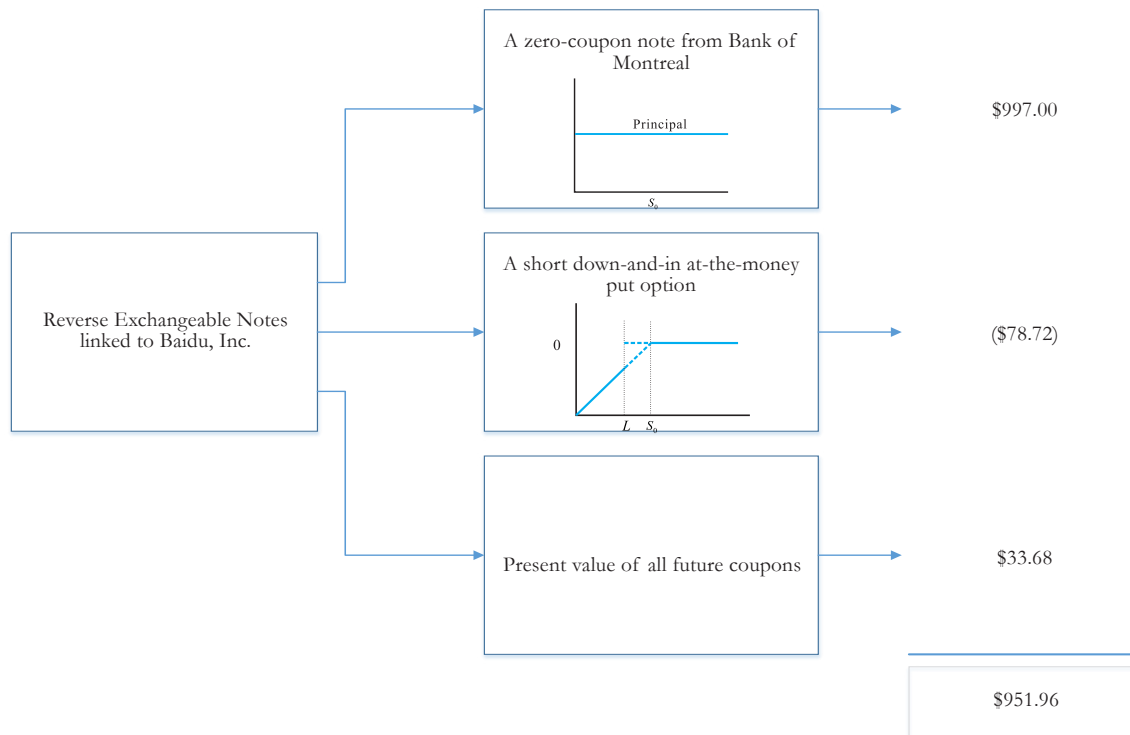 A zero-coupon note from Bank of
Montreal
Principal
S₀
$997.00
Reverse Exchangeable Notes
linked to Baidu, Inc.
A short down-and-in at-the-money
put option
0
L S₀
($78.72)
Present value of all future coupons
$33.68
$951.96